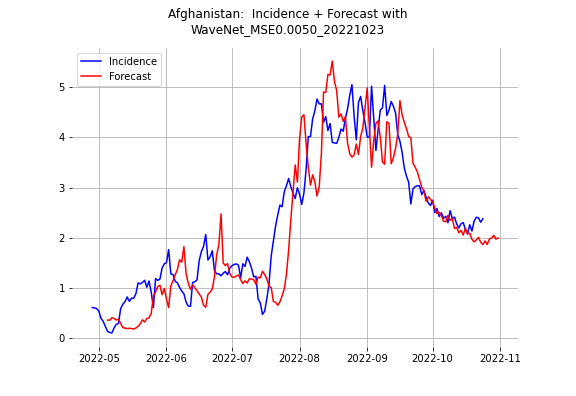 Afghanistan:  Incidence + Forecast with
WaveNet_MSE0.0050_20221023
Incidence
Forecast
5
4
3
2
1
0
2022-05 2022-06 2022-07 2022-08 2022-09 2022-10 2022-11